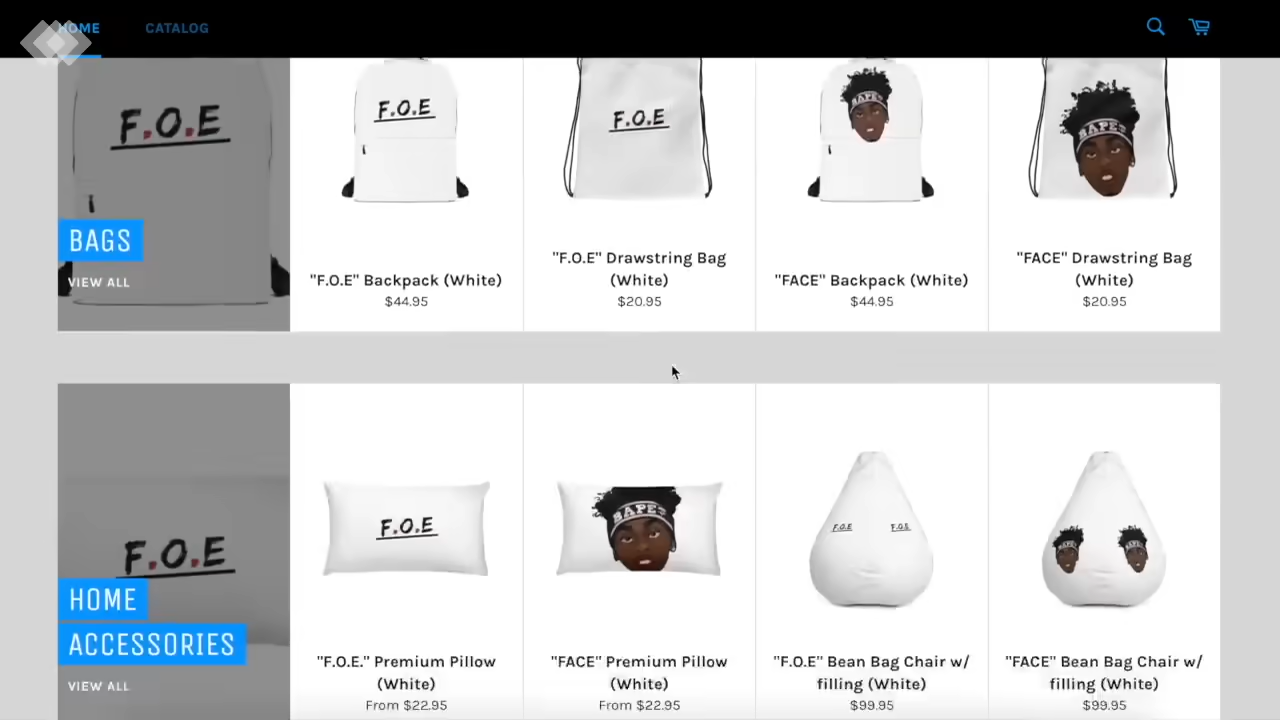 HOME
CATALOG
F.O.E
F.O.E
F.O.E
BAPE
BAPE
BAGS
VIEW ALL
"F.O.E" Backpack (White)
$44.95
"F.O.E" Drawstring Bag
(White)
$20.95
"FACE" Backpack (White)
$44.95
"FACE" Drawstring Bag
(White)
$20.95
F.O.E
F.O.E
BAPE
F.O.E
F.O.E
HOME
ACCESSORIES
VIEW ALL
"F.O.E." Premium Pillow
(White)
From $22.95
"FACE" Premium Pillow
(White)
From $22.95
"F.O.E" Bean Bag Chair w/
filling (White)
$99.95
"FACE" Bean Bag Chair w/
filling (White)
$99.95